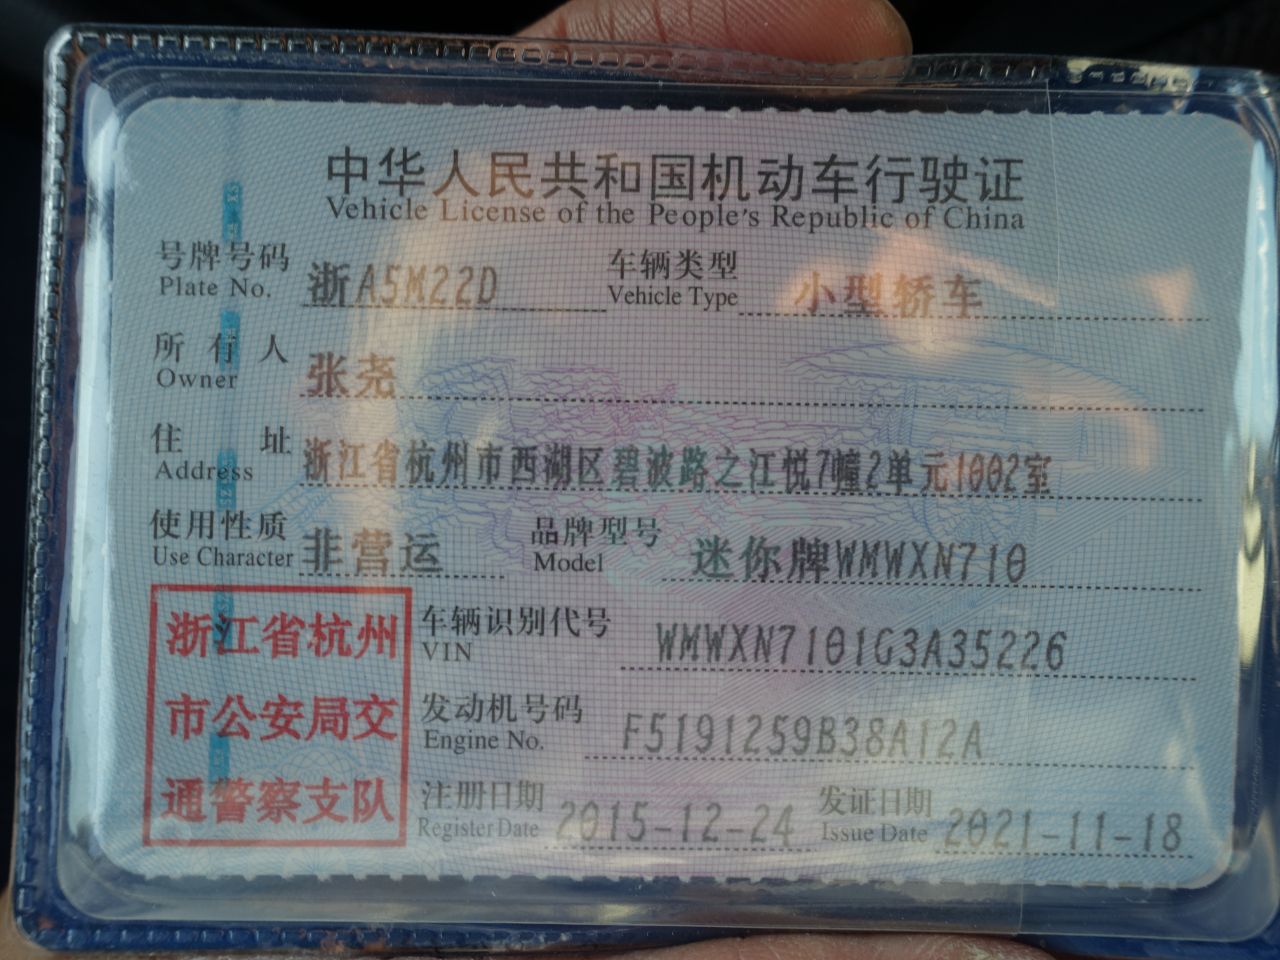 中华人民共和国机动车行驶证
Vehicle License of the People's Republic of China
号牌号码 浙A5M22D 车辆类型 小型轿车
Plate No. Vehicle Type
所行人 张尧
Owner
住址 浙江省杭州市西湖区碧波路之江悦7幢2单元1002室
Address
使用性质 非营运 品牌型号 迷你牌WMWXN710
Use Character Model
浙江省杭州
市公安局交
通警察支队
车辆识别代号 WMWXN7101G3A35226
VIN
发动机号码 F5191259B38A12A
Engine No.
注册日期 2015-12-24 发证日期 2021-11-18
Register Date Issue Date